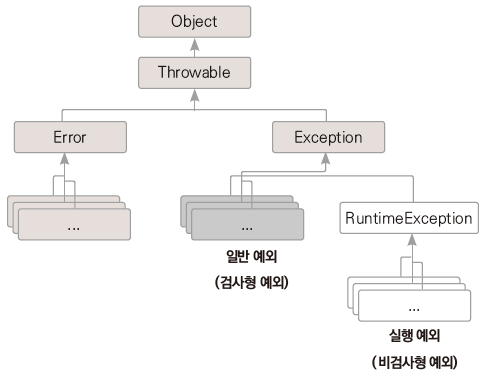 Object
Throwable
Error
Exception
...
...
일반 예외
(검사형 예외)
RuntimeException
...
실행 예외
(비검사형 예외)